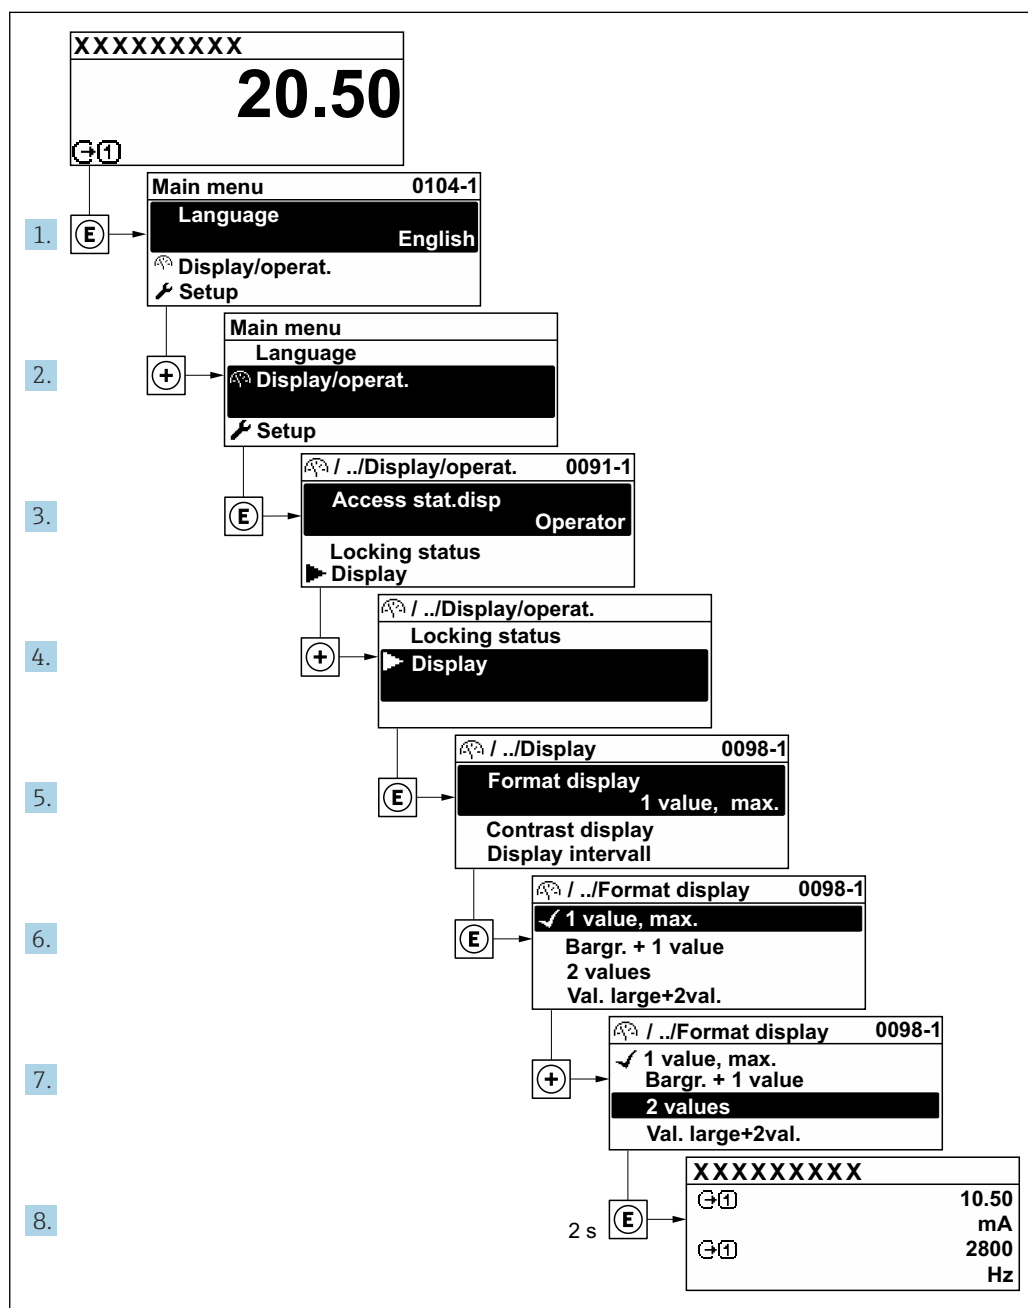 XXXXXXXXX
20.50
1
Main menu 0104-1
Language
English
Display/operat.
Setup
1. E
Main menu
Language
Display/operat.
Setup
2. +
/ ../Display/operat. 0091-1
Access stat.disp
Operator
Locking status
Display
3. E
/ ../Display/operat.
Locking status
Display
4. +
/ ../Display 0098-1
Format display
1 value, max.
Contrast display
Display intervall
5. E
/ ../Format display 0098-1
1 value, max.
Bargr. + 1 value
2 values
Val. large+2val.
6. E
/ ../Format display 0098-1
1 value, max.
Bargr. + 1 value
2 values
Val. large+2val.
7. +
XXXXXXXXX
1 10.50
mA
1 2800
Hz
8. 2 s E